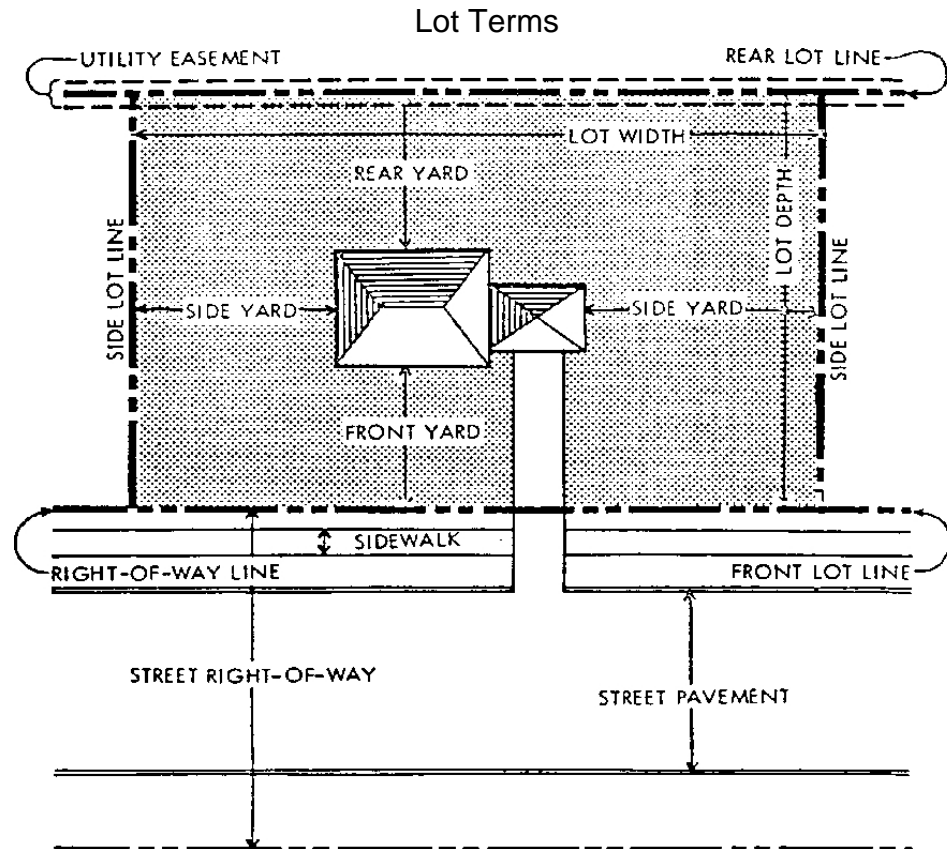 Lot Terms
UTILITY EASEMENT
REAR LOT LINE
LOT WIDTH
REAR YARD
LOT DEPTH
SIDE LOT LINE
SIDE YARD
SIDE YARD
SIDE LOT LINE
FRONT YARD
SIDEWALK
RIGHT-OF-WAY LINE
FRONT LOT LINE
STREET RIGHT-OF-WAY
STREET PAVEMENT